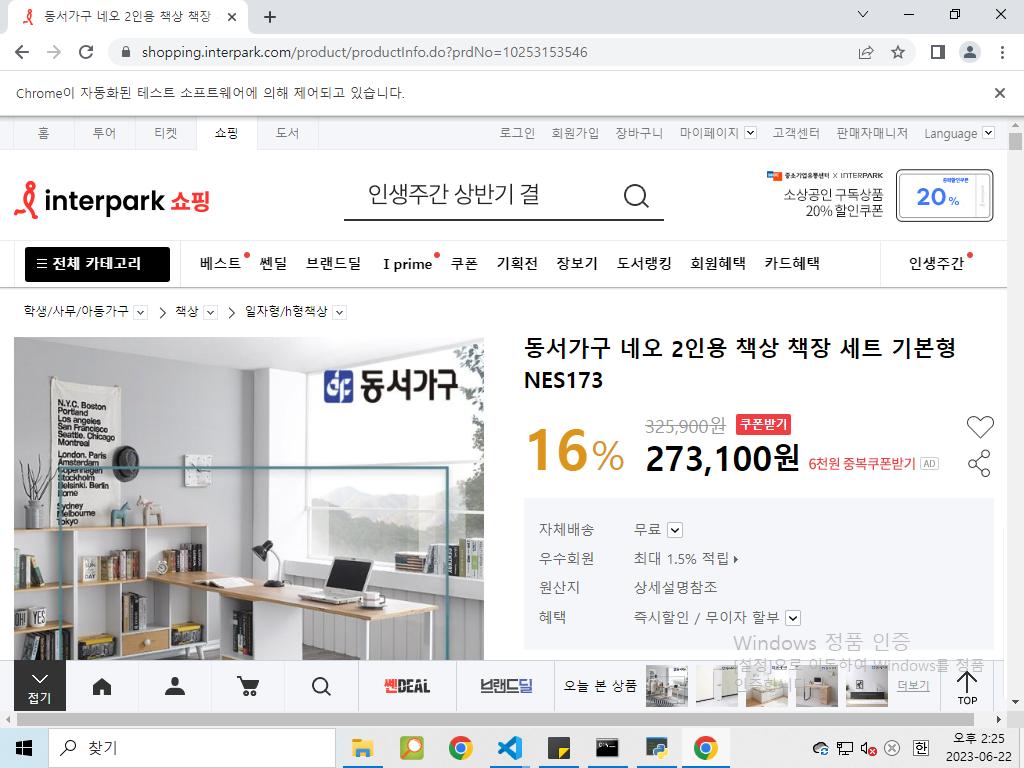 동서가구 네오 2인용 책상 책장
shopping.interpark.com/product/productInfo.do?prdNo=10253153546
Chrome이 자동화된 테스트 소프트웨어에 의해 제어되고 있습니다.
홈 투어 티켓 쇼핑 도서 로그인 회원가입 장바구니 마이페이지 고객센터 판매자매니저 Language
interpark 쇼핑
인생주간 상반기 결
중소기업유통센터 X INTERPARK
소상공인 구독상품
20% 할인쿠폰
20%
전체 카테고리 베스트 쎈딜 브랜드딜 I prime 쿠폰 기획전 장보기 도서랭킹 회원혜택 카드혜택 인생주간
학생/사무/아동가구 책상 일자형/h형책상
동서가구
N.Y.C. Boston
Portland
Los angeles
San Francisco
Seattle. Chicago
Montreal
London. Paris
Amsterdam
Copenhagen
Stockholm
Helsinki. Berlin
Rome
Sydney
Melbourne
Tokyo
SUN
DAY
YES
동서가구 네오 2인용 책상 책장 세트 기본형
NES173
16%
325,900원 쿠폰받기
273,100원 6천원 중복쿠폰받기 AD
자체배송 무료
우수회원 최대 1.5% 적립
원산지 상세설명참조
혜택 즉시할인 / 무이자 할부
Windows 정품 인증
[설정]으로 이동하여 Windows를 정품
인증합니다.
접기 쎈DEAL 브랜드딜 오늘 본 상품 더보기 TOP
찾기
한
오후 2:25
2023-06-22